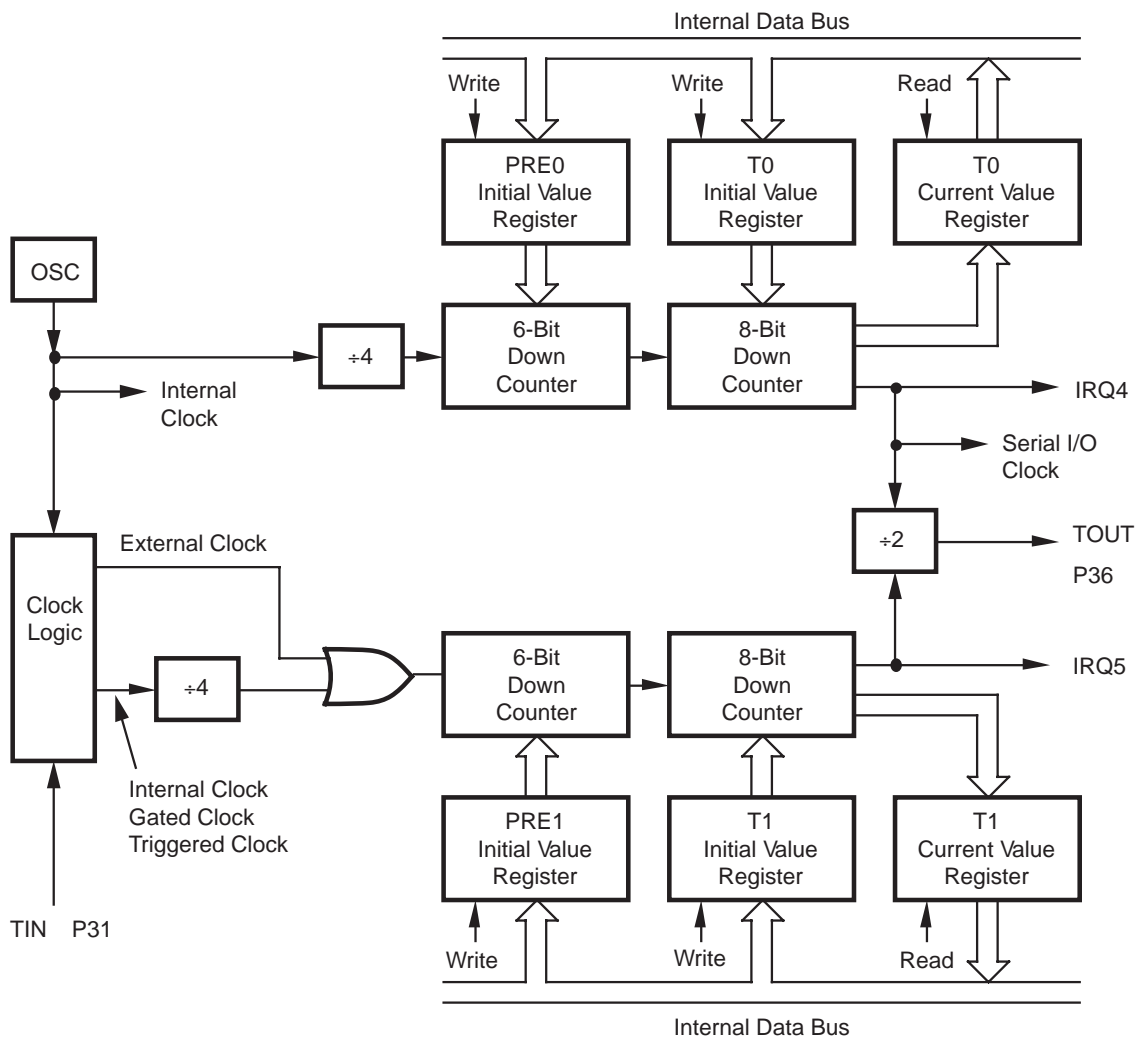 Internal Data Bus
Write
Write
Read
PRE0
Initial Value
Register
T0
Initial Value
Register
T0
Current Value
Register
OSC
÷4
6-Bit
Down
Counter
8-Bit
Down
Counter
Internal
Clock
IRQ4
Serial I/O
Clock
÷2
TOUT
P36
External Clock
Clock
Logic
÷4
6-Bit
Down
Counter
8-Bit
Down
Counter
IRQ5
Internal Clock
Gated Clock
Triggered Clock
PRE1
Initial Value
Register
T1
Initial Value
Register
T1
Current Value
Register
TIN P31
Write
Write
Read
Internal Data Bus